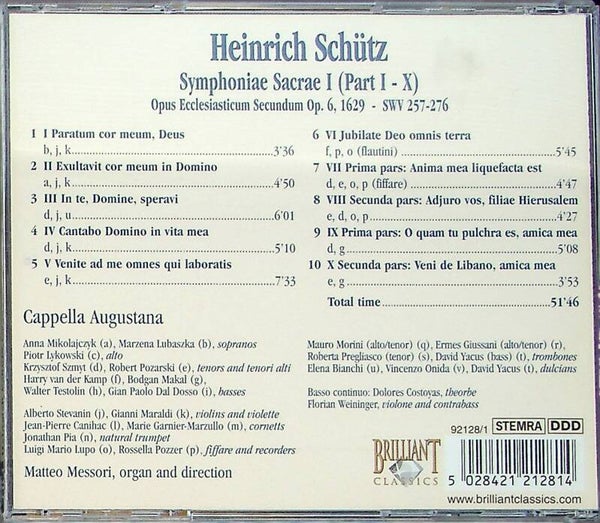 Heinrich Schütz
Symphoniae Sacrae I (Part I - X)
Opus Ecclesiasticum Secundum Op. 6, 1629 - SWV 257-276
1 I Paratum cor meum, Deus
b, j, k 3'36
2 II Exultavit cor meum in Domino
a, j, k 4'50
3 III In te, Domine, speravi
d, j, u 6'01
4 IV Cantabo Domino in vita mea
d, j, k 5'10
5 V Venite ad me omnes qui laboratis
e, j, k 7'33
6 VI Jubilate Deo omnis terra
f, p, o (flautini) 5'45
7 VII Prima pars: Anima mea liquefacta est
d, e, o, p (fiffare) 4'47
8 VIII Secunda pars: Adjuro vos, filiae Hierusalem
e, d, o, p 4'27
9 IX Prima pars: O quam tu pulchra es, amica mea
d, g 5'08
10 X Secunda pars: Veni de Libano, amica mea
e, g 3'53
Total time 51'46
Cappella Augustana
Anna Mikolajczyk (a), Marzena Lubaszka (b), sopranos
Piotr Lykowski (c), alto
Krzysztof Szmyt (d), Robert Pozarski (e), tenors and tenori alti
Harry van der Kamp (f), Bodgan Makal (g),
Walter Testolin (h), Gian Paolo Dal Dosso (i), basses
Alberto Stevanin (j), Gianni Maraldi (k), violins and violette
Jean-Pierre Canihac (l), Marie Garnier-Marzullo (m), cornetts
Jonathan Pia (n), natural trumpet
Luigi Mario Lupo (o), Rossella Pozzer (p), fiffare and recorders
Matteo Messori, organ and direction
Mauro Morini (alto/tenor) (q), Ermes Giussani (alto/tenor) (r),
Roberta Pregliasco (tenor) (s), David Yacus (bass) (t), trombones
Elena Bianchi (u), Vincenzo Onida (v), David Yacus (t), dulcians
Basso continuo: Dolores Costoyas, theorbe
Florian Weininger, violone and contrabass
92128/1 STEMRA DDD
BRILLIANT
CLASSICS
5 028421 212814
www.brilliantclassics.com